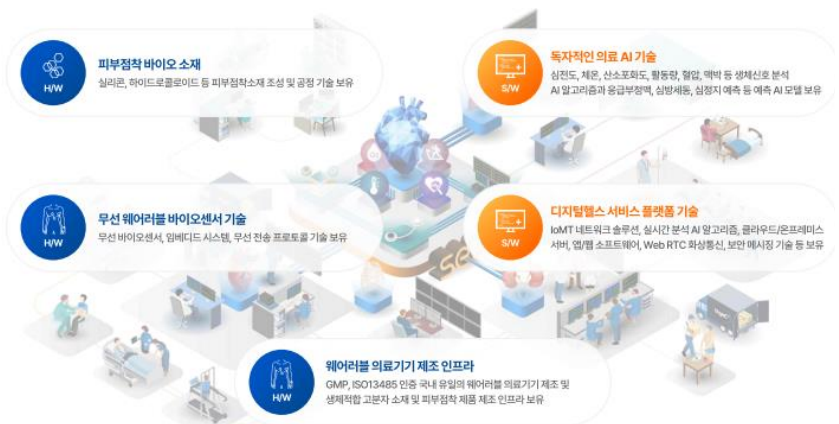 피부점착 바이오 소재
실리콘, 하이드로콜로이드 등 피부점착소재 조성 및 공정 기술 보유
H/W
독자적인 의료 AI 기술
심전도, 체온, 산소포화도, 활동량, 혈압, 맥박 등 생체신호 분석
AI 알고리즘과 응급부정맥, 심방세동, 심정지 예측 등 예측 AI 모델 보유
S/W
무선 웨어러블 바이오센서 기술
무선 바이오센서, 임베디드 시스템, 무선 전송 프로토콜 기술 보유
H/W
디지털헬스 서비스 플랫폼 기술
IoMT 네트워크 솔루션, 실시간 분석 AI 알고리즘, 클라우드/온프레미스
서버, 앱/웹 소프트웨어, Web RTC 화상통신, 보안 메시징 기술 등 보유
S/W
웨어러블 의료기기 제조 인프라
GMP, ISO13485 인증 국내 유일의 웨어러블 의료기기 제조 및
생체적합 고분자 소재 및 피부점착 제품 제조 인프라 보유
H/W